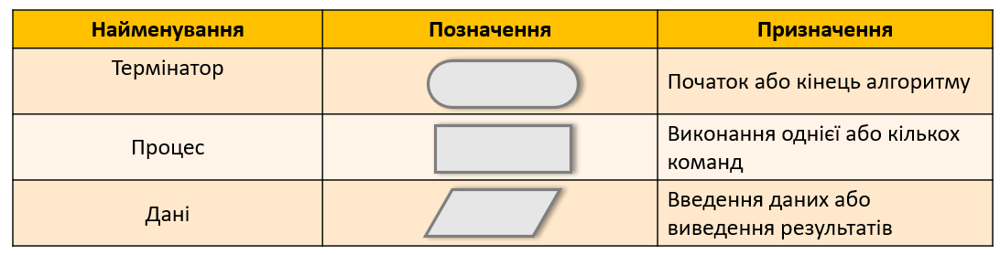 Найменування
Позначення
Призначення
Термінатор
Початок або кінець алгоритму
Процес
Виконання однієї або кількох
команд
Дані
Введення даних або
виведення результатів